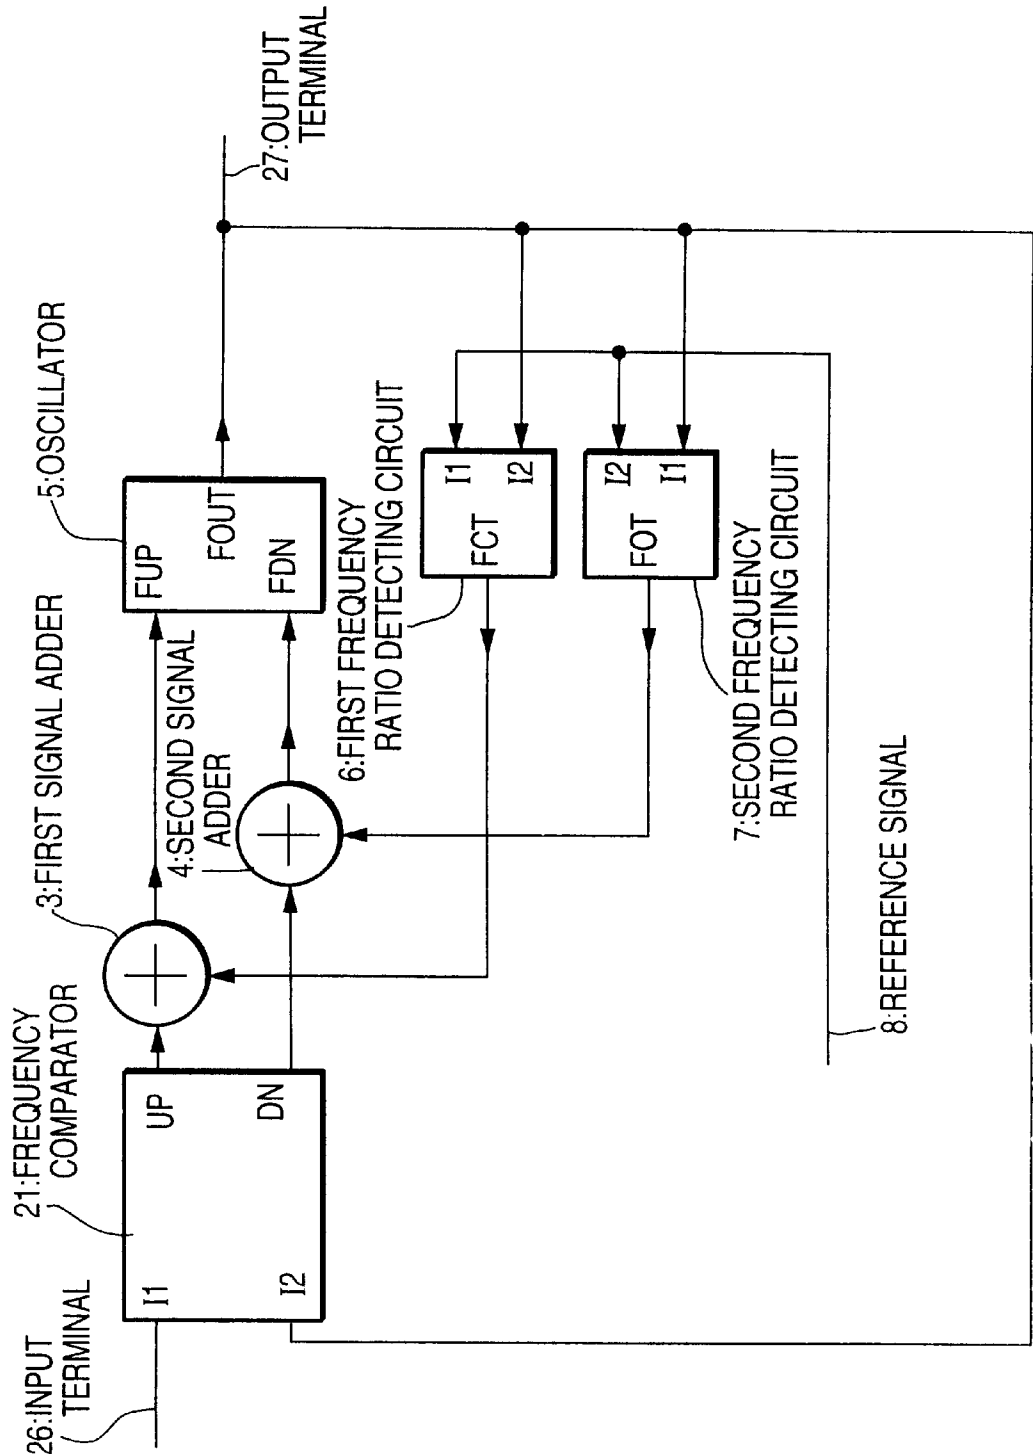 26:INPUT
TERMINAL
21:FREQUENCY
COMPARATOR
I1
I2
UP
DN
3:FIRST SIGNAL ADDER
4:SECOND SIGNAL
ADDER
5:OSCILLATOR
FUP
FOUT
FDN
27:OUTPUT
TERMINAL
6:FIRST FREQUENCY
RATIO DETECTING CIRCUIT
FCT
I1
I2
7:SECOND FREQUENCY
RATIO DETECTING CIRCUIT
FOT
I2
I1
8:REFERENCE SIGNAL